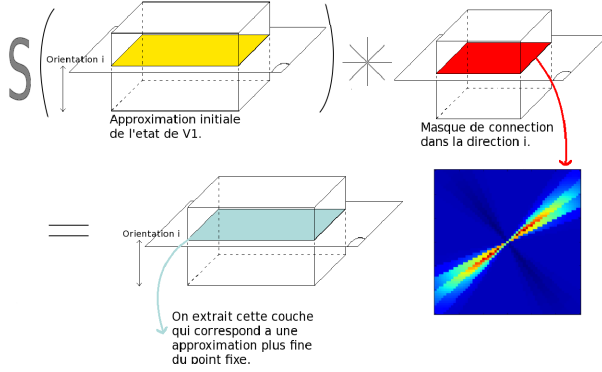 S (
Orientation i
) *
Approximation initiale
de l'etat de V1.
Masque de connection
dans la direction i.
=
Orientation i
On extrait cette couche
qui correspond a une
approximation plus fine
du point fixe.